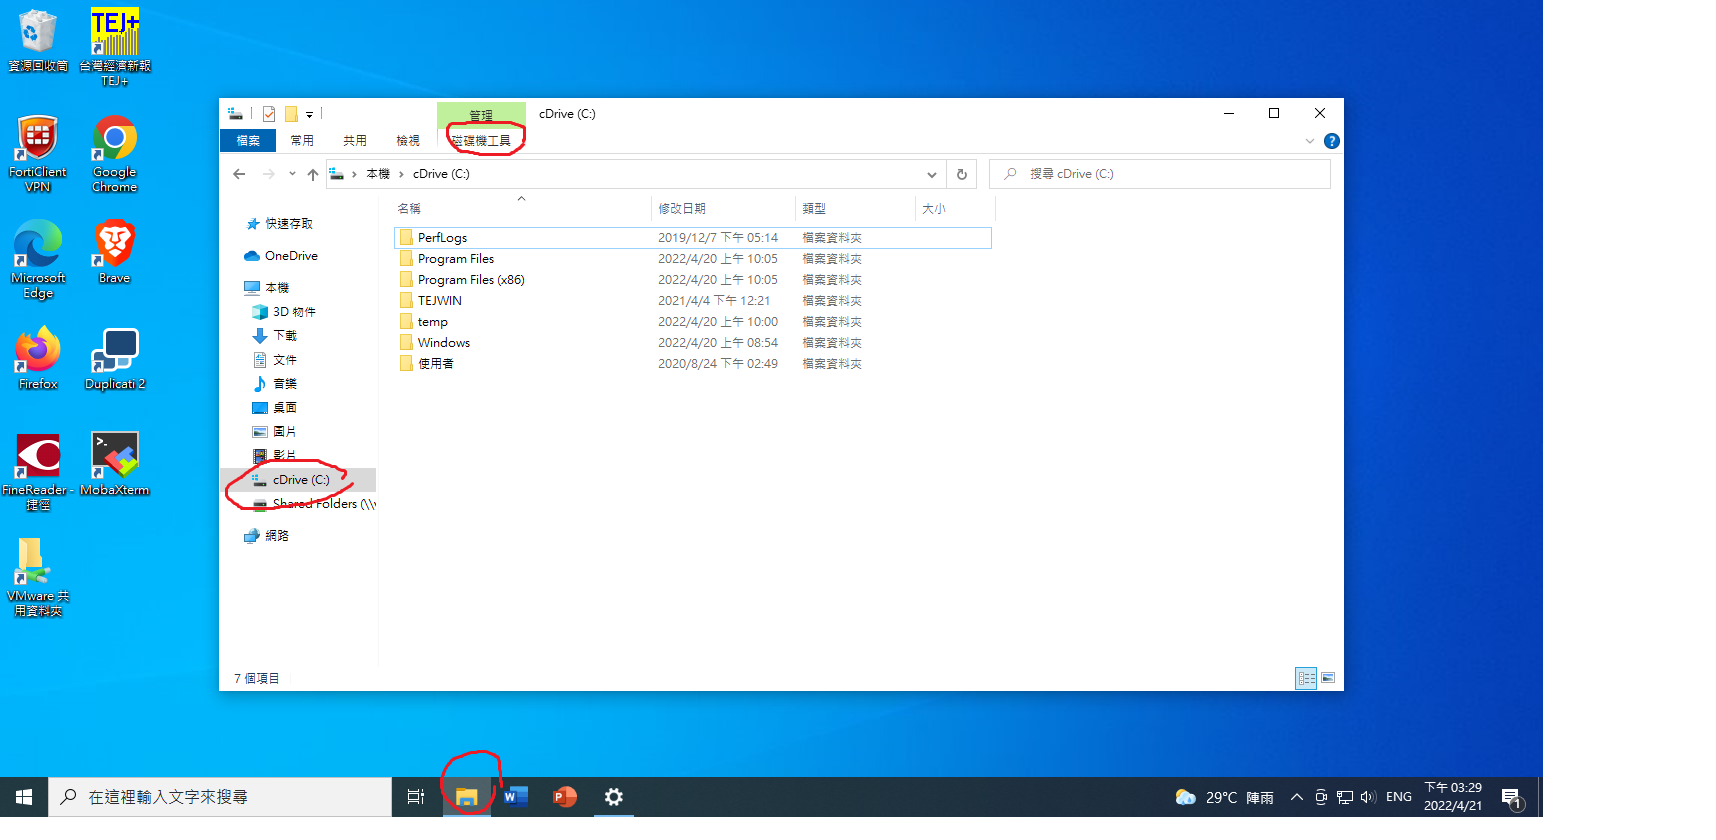 資源回收筒
台灣經濟新報
TEJ+
TEJ+
FortiClient
VPN
Google
Chrome
Microsoft
Edge
Brave
Firefox
Duplicati 2
FineReader -
捷徑
MobaXterm
VMware 共
用資料夾
管理
cDrive (C:)
檔案
常用
共用
檢視
磁碟機工具
本機
cDrive (C:)
搜尋 cDrive (C:)
名稱
修改日期
類型
大小
快速存取
OneDrive
本機
3D 物件
下載
文件
音樂
桌面
圖片
影片
cDrive (C:)
Shared Folders (\\v
網路
PerfLogs 2019/12/7 下午 05:14 檔案資料夾
Program Files 2022/4/20 上午 10:05 檔案資料夾
Program Files (x86) 2022/4/20 上午 10:05 檔案資料夾
TEJWIN 2021/4/4 下午 12:21 檔案資料夾
temp 2022/4/20 上午 10:00 檔案資料夾
Windows 2022/4/20 上午 08:54 檔案資料夾
使用者 2020/8/24 下午 02:49 檔案資料夾
7 個項目
在這裡輸入文字來搜尋
29°C 陣雨
ENG
下午 03:29
2022/4/21
1